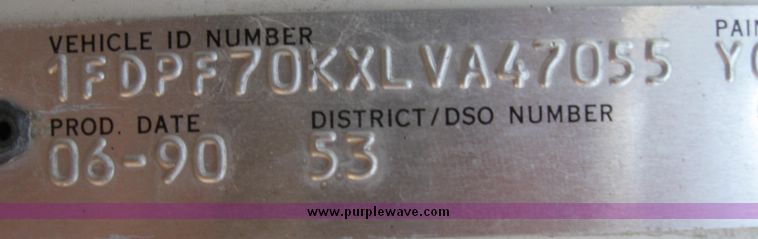 VEHICLE ID NUMBER
1FDPF70KXLVA47055
PROD. DATE
DISTRICT/DSO NUMBER
06-90
53
www.purplewave.com